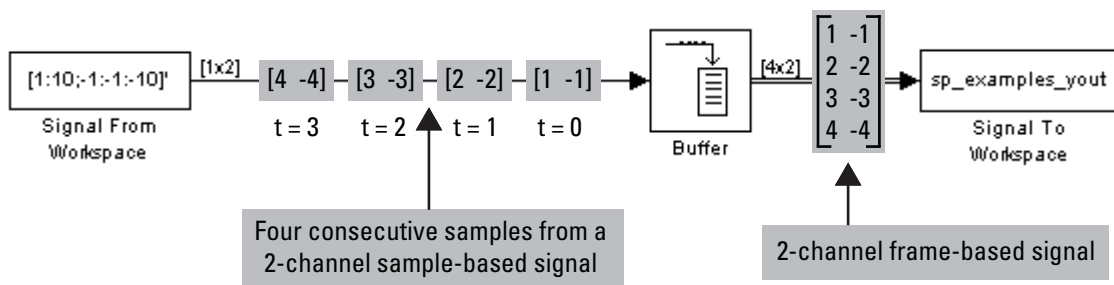 [1:10;-1:-1:-10]'
Signal From
Workspace
[1x2]
[4 -4]
[3 -3]
[2 -2]
[1 -1]
t = 3
t = 2
t = 1
t = 0
Four consecutive samples from a
2-channel sample-based signal
Buffer
[4x2]
1 -1
2 -2
3 -3
4 -4
2-channel frame-based signal
sp_examples_yout
Signal To
Workspace